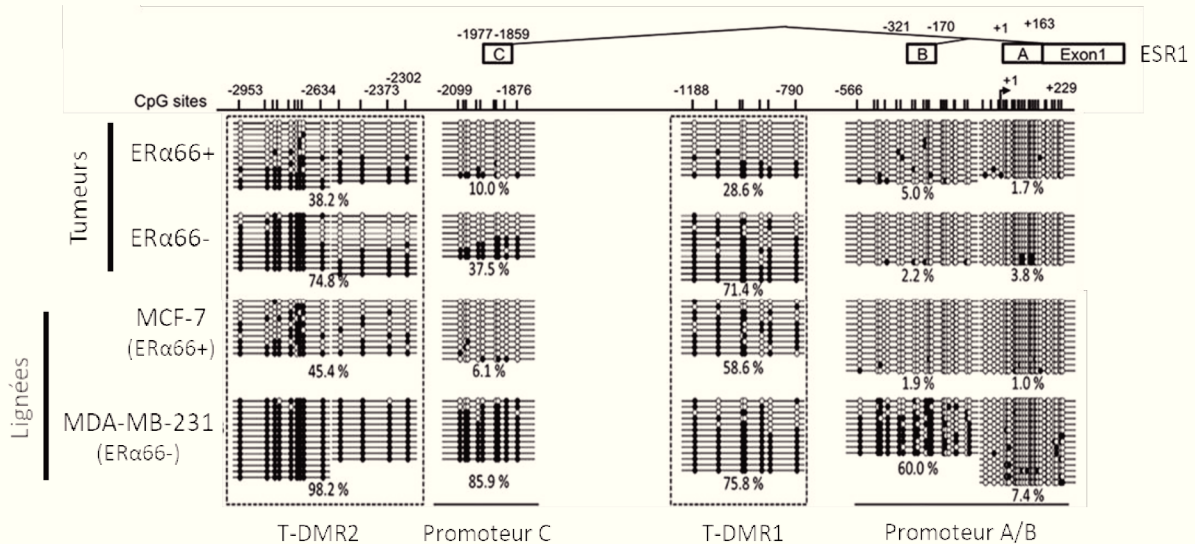 -1977 -1859 -321 -170 +1 +163
C B A Exon1 ESR1
-2953 -2634 -2373 -2302 -2099 -1876 -1188 -790 -566 +1 +229
CpG sites
Tumeurs
ERα66+
38.2 % 10.0 % 28.6 % 5.0 % 1.7 %
ERα66-
74.8 % 37.5 % 71.4 % 2.2 % 3.8 %
Lignées
MCF-7
(ERα66+)
45.4 % 6.1 % 58.6 % 1.9 % 1.0 %
MDA-MB-231
(ERα66-)
98.2 % 85.9 % 75.8 % 60.0 % 7.4 %
T-DMR2 Promoteur C T-DMR1 Promoteur A/B